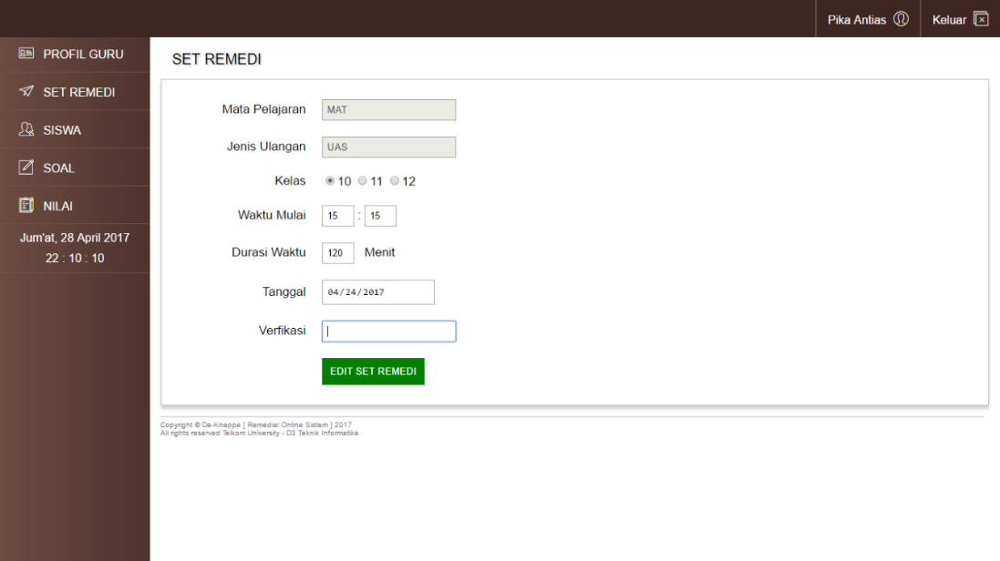 Pika Antias
Keluar
PROFIL GURU
SET REMEDI
SISWA
SOAL
NILAI
Jum'at, 28 April 2017
22 : 10 : 10
SET REMEDI
Mata Pelajaran MAT
Jenis Ulangan UAS
Kelas 10 11 12
Waktu Mulai 15 : 15
Durasi Waktu 120 Menit
Tanggal 04/24/2017
Verfikasi
EDIT SET REMEDI
Copyright © De-Knappe [ Remedial Online Sistem ] 2017
All rights reserved Telkom University - D3 Teknik Informatika